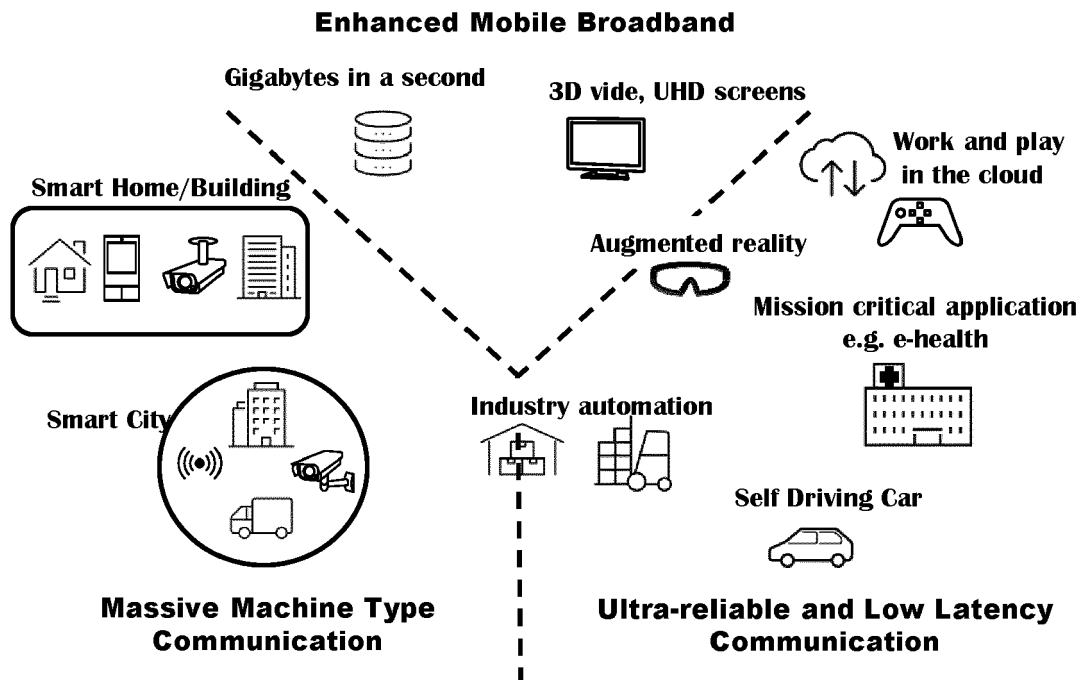 Enhanced Mobile Broadband
Gigabytes in a second
3D vide, UHD screens
Work and play
in the cloud
Smart Home/Building
Augmented reality
Mission critical application
e.g. e-health
Smart City
Industry automation
Self Driving Car
Massive Machine Type
Communication
Ultra-reliable and Low Latency
Communication